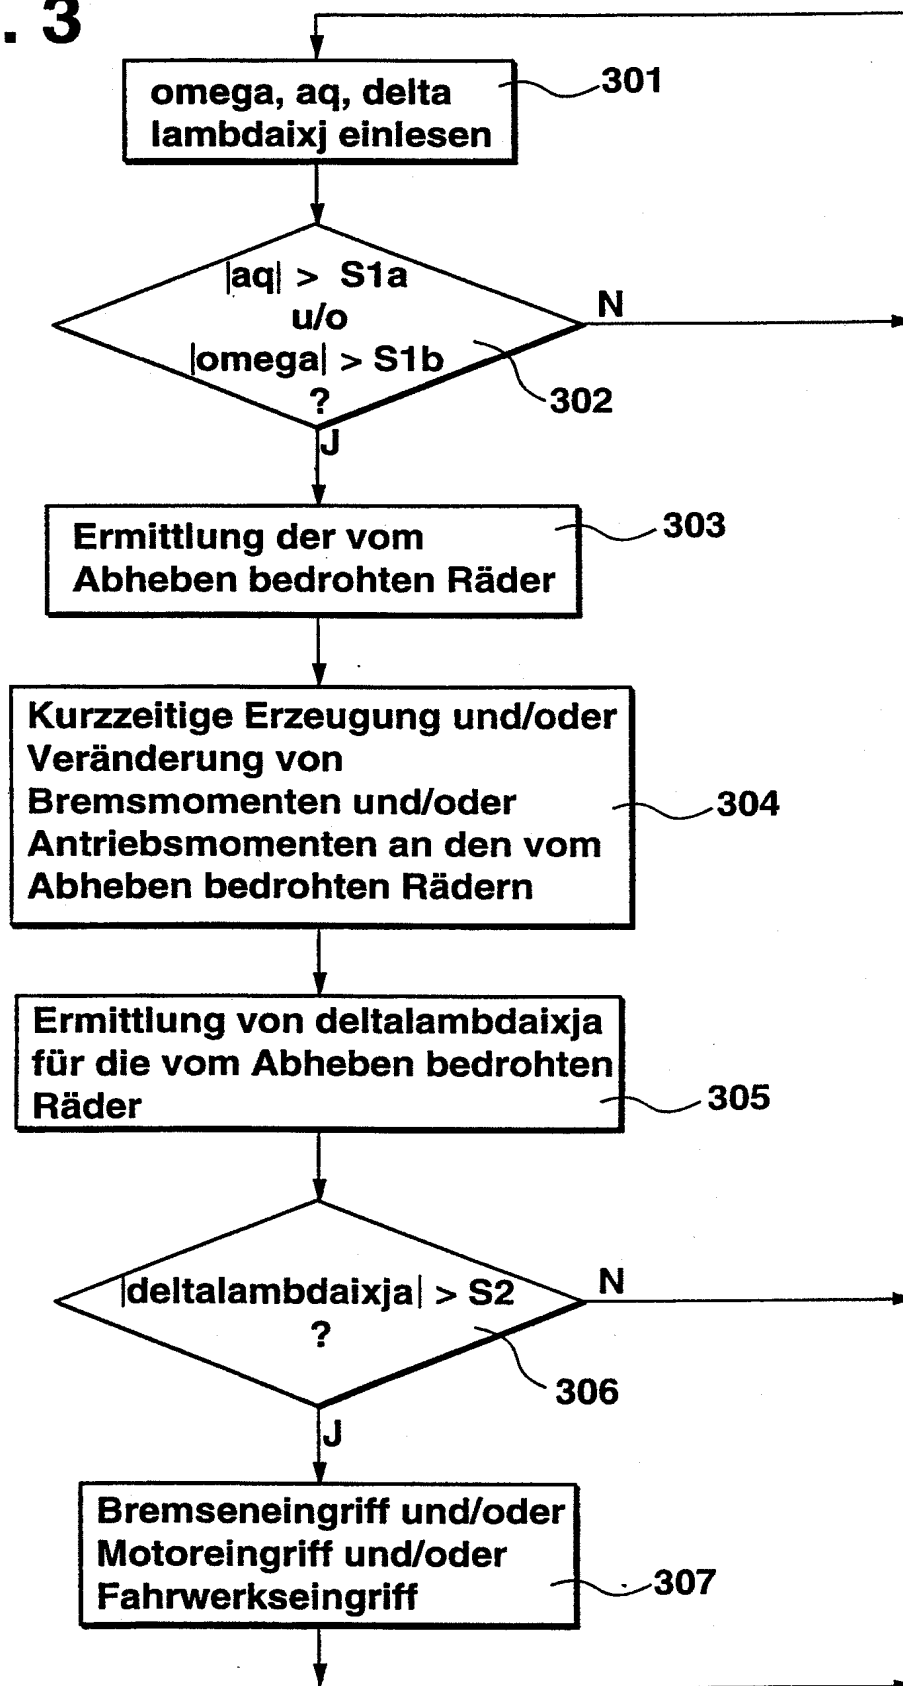 . 3
omega, aq, delta
lambdaixj einlesen
301
|aq| > S1a
u/o
|omega| > S1b
?
N
302
J
303
Ermittlung der vom
Abheben bedrohten Räder
Kurzzeitige Erzeugung und/oder
Veränderung von
Bremsmomenten und/oder
Antriebsmomenten an den vom
Abheben bedrohten Rädern
304
Ermittlung von deltalambdaixja
für die vom Abheben bedrohten
Räder
305
|deltalambdaixja| > S2
?
N
306
J
Bremseneingriff und/oder
Motoreingriff und/oder
Fahrwerkseingriff
307